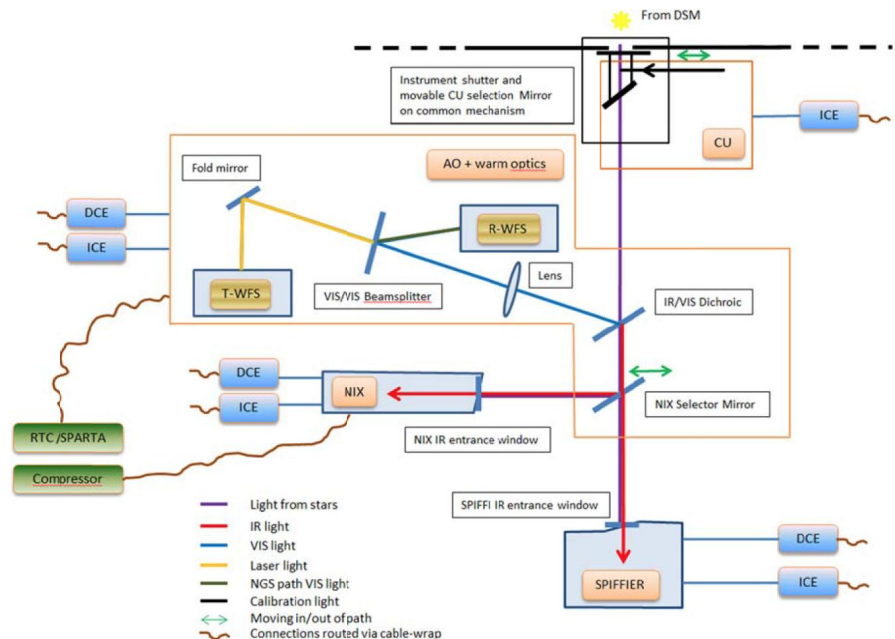 From DSM
Instrument shutter and
movable CU selection Mirror
on common mechanism
ICE
CU
AO + warm optics
Fold mirror
DCE
ICE
R-WFS
T-WFS
VIS/VIS Beamsplitter
Lens
IR/VIS Dichroic
DCE
ICE
NIX
NIX Selector Mirror
NIX IR entrance window
RTC /SPARTA
Compressor
SPIFFI IR entrance window
DCE
ICE
SPIFFIER
Light from stars
IR light
VIS light
Laser light
NGS path VIS light
Calibration light
Moving in/out of path
Connections routed via cable-wrap